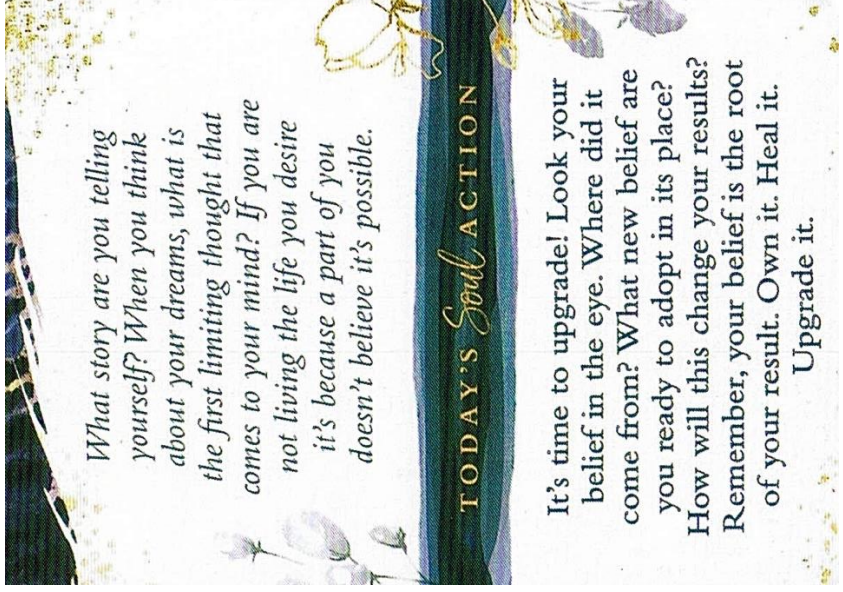 What story are you telling
yourself? When you think
about your dreams, what is
the first limiting thought that
comes to your mind? If you are
not living the life you desire
it's because a part of you
doesn't believe it's possible.
TODAY'S Soul ACTION
It's time to upgrade! Look your
belief in the eye. Where did it
come from? What new belief are
you ready to adopt in its place?
How will this change your results?
Remember, your belief is the root
of your result. Own it. Heal it.
Upgrade it.